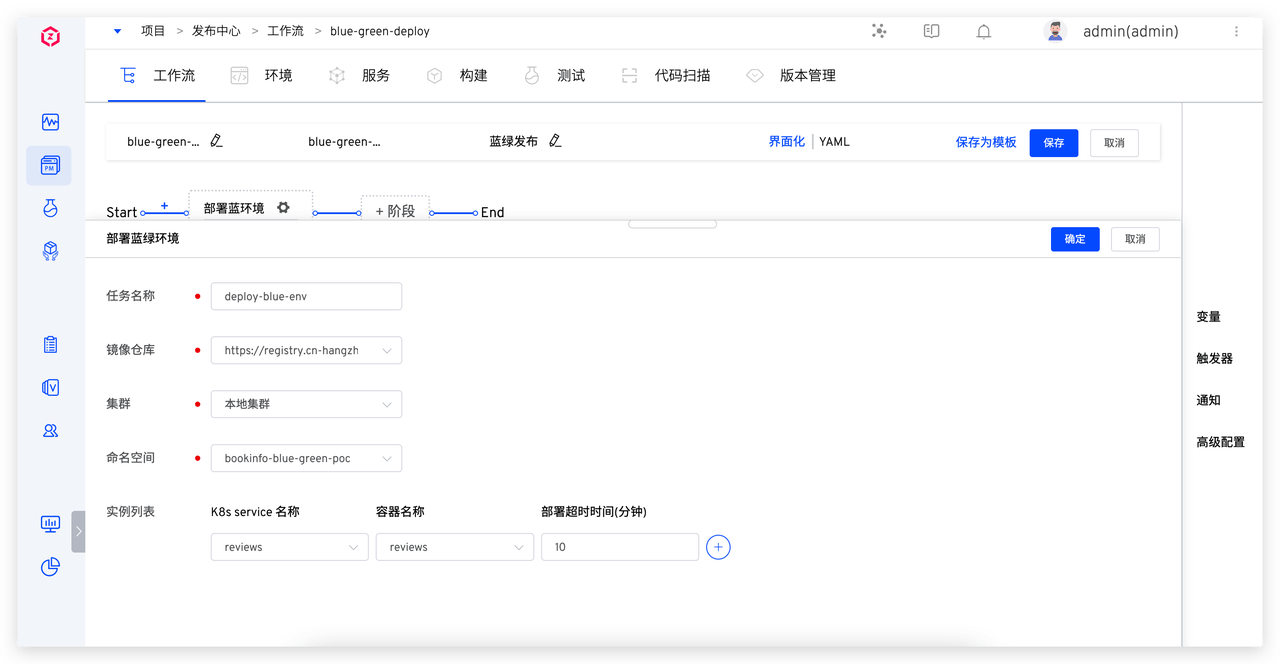 项目 > 发布中心 > 工作流 > blue-green-deploy
admin(admin)
工作流 环境 服务 构建 测试 代码扫描 版本管理
blue-green-... blue-green-... 蓝绿发布 界面化 | YAML 保存为模板 保存 取消
Start + 部署蓝环境 + 阶段 End
部署蓝绿环境 确定 取消
任务名称 deploy-blue-env
镜像仓库 https://registry.cn-hangzh
集群 本地集群
命名空间 bookinfo-blue-green-poc
实例列表 K8s service 名称 容器名称 部署超时时间(分钟)
reviews reviews 10
变量
触发器
通知
高级配置
PM
V